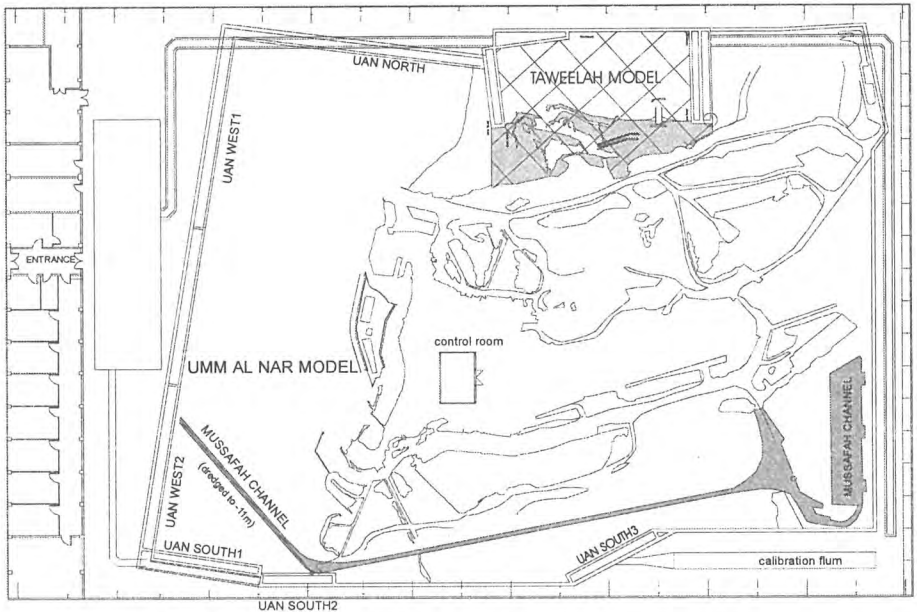 UAN NORTH
TAWEELAH MODEL
UAN WEST1
ENTRANCE
control room
UMM AL NAR MODEL
MUSSAFAH CHANNEL
MUSSAFAH CHANNEL
(dredged to -11m)
UAN WEST2
UAN SOUTH1
UAN SOUTH3
calibration flum
UAN SOUTH2